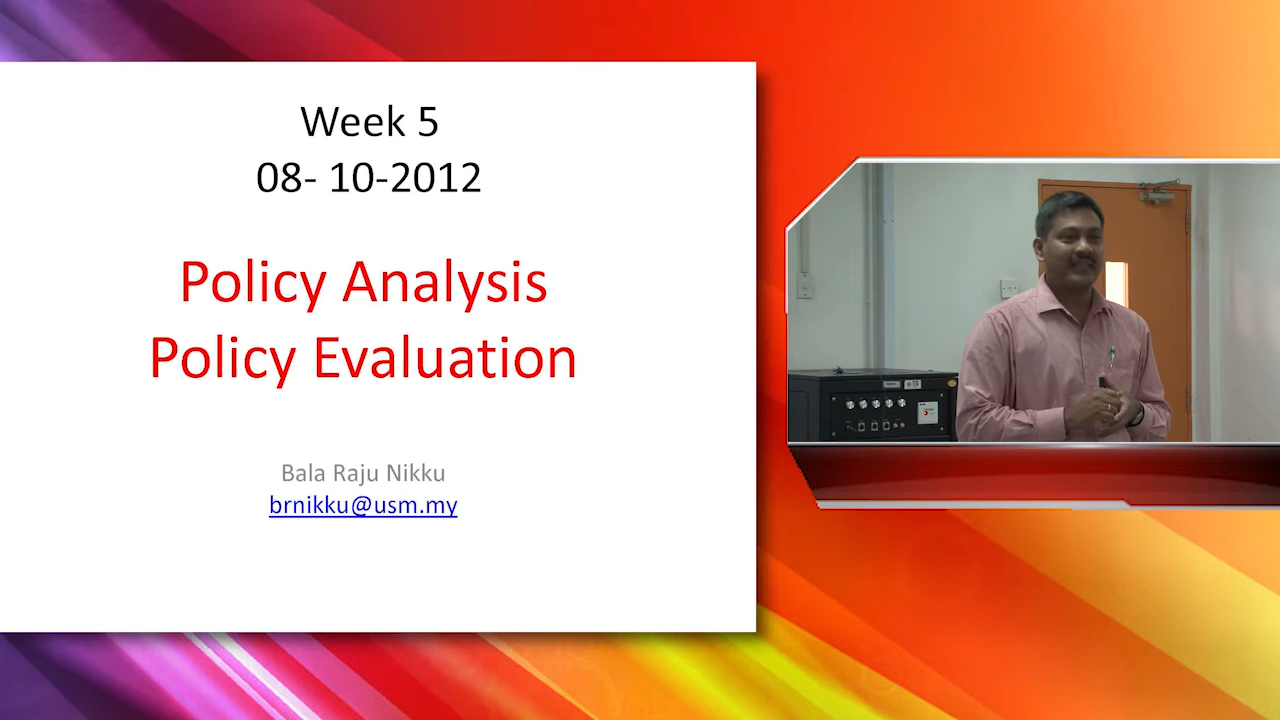 Week 5
08- 10-2012
Policy Analysis
Policy Evaluation
Bala Raju Nikku
brnikku@usm.my